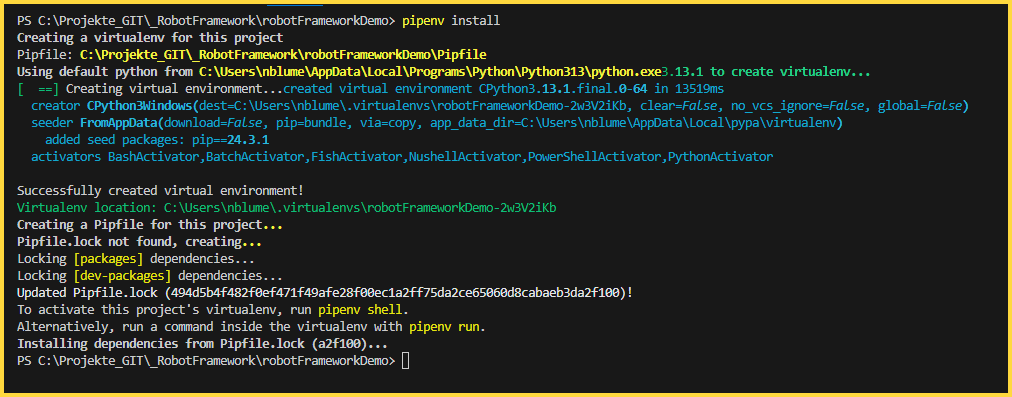 PS C:\Projekte_GIT\_RobotFramework\robotFrameworkDemo> pipenv install
Creating a virtualenv for this project
Pipfile: C:\Projekte_GIT\_RobotFramework\robotFrameworkDemo\Pipfile
Using default python from C:\Users\nblume\AppData\Local\Programs\Python\Python313\python.exe3.13.1 to create virtualenv...
[  ==] Creating virtual environment...created virtual environment CPython3.13.1.final.0-64 in 13519ms
  creator CPython3Windows(dest=C:\Users\nblume\.virtualenvs\robotFrameworkDemo-2w3V2iKb, clear=False, no_vcs_ignore=False, global=False)
  seeder FromAppData(download=False, pip=bundle, via=copy, app_data_dir=C:\Users\nblume\AppData\Local\pypa\virtualenv)
    added seed packages: pip==24.3.1
  activators BashActivator,BatchActivator,FishActivator,NushellActivator,PowerShellActivator,PythonActivator

Successfully created virtual environment!
Virtualenv location: C:\Users\nblume\.virtualenvs\robotFrameworkDemo-2w3V2iKb
Creating a Pipfile for this project...
Pipfile.lock not found, creating...
Locking [packages] dependencies...
Locking [dev-packages] dependencies...
Updated Pipfile.lock (494d5b4f482f0ef471f49afe28f00ec1a2ff75da2ce65060d8cabaeb3da2f100)!
To activate this project's virtualenv, run pipenv shell.
Alternatively, run a command inside the virtualenv with pipenv run.
Installing dependencies from Pipfile.lock (a2f100)...
PS C:\Projekte_GIT\_RobotFramework\robotFrameworkDemo>